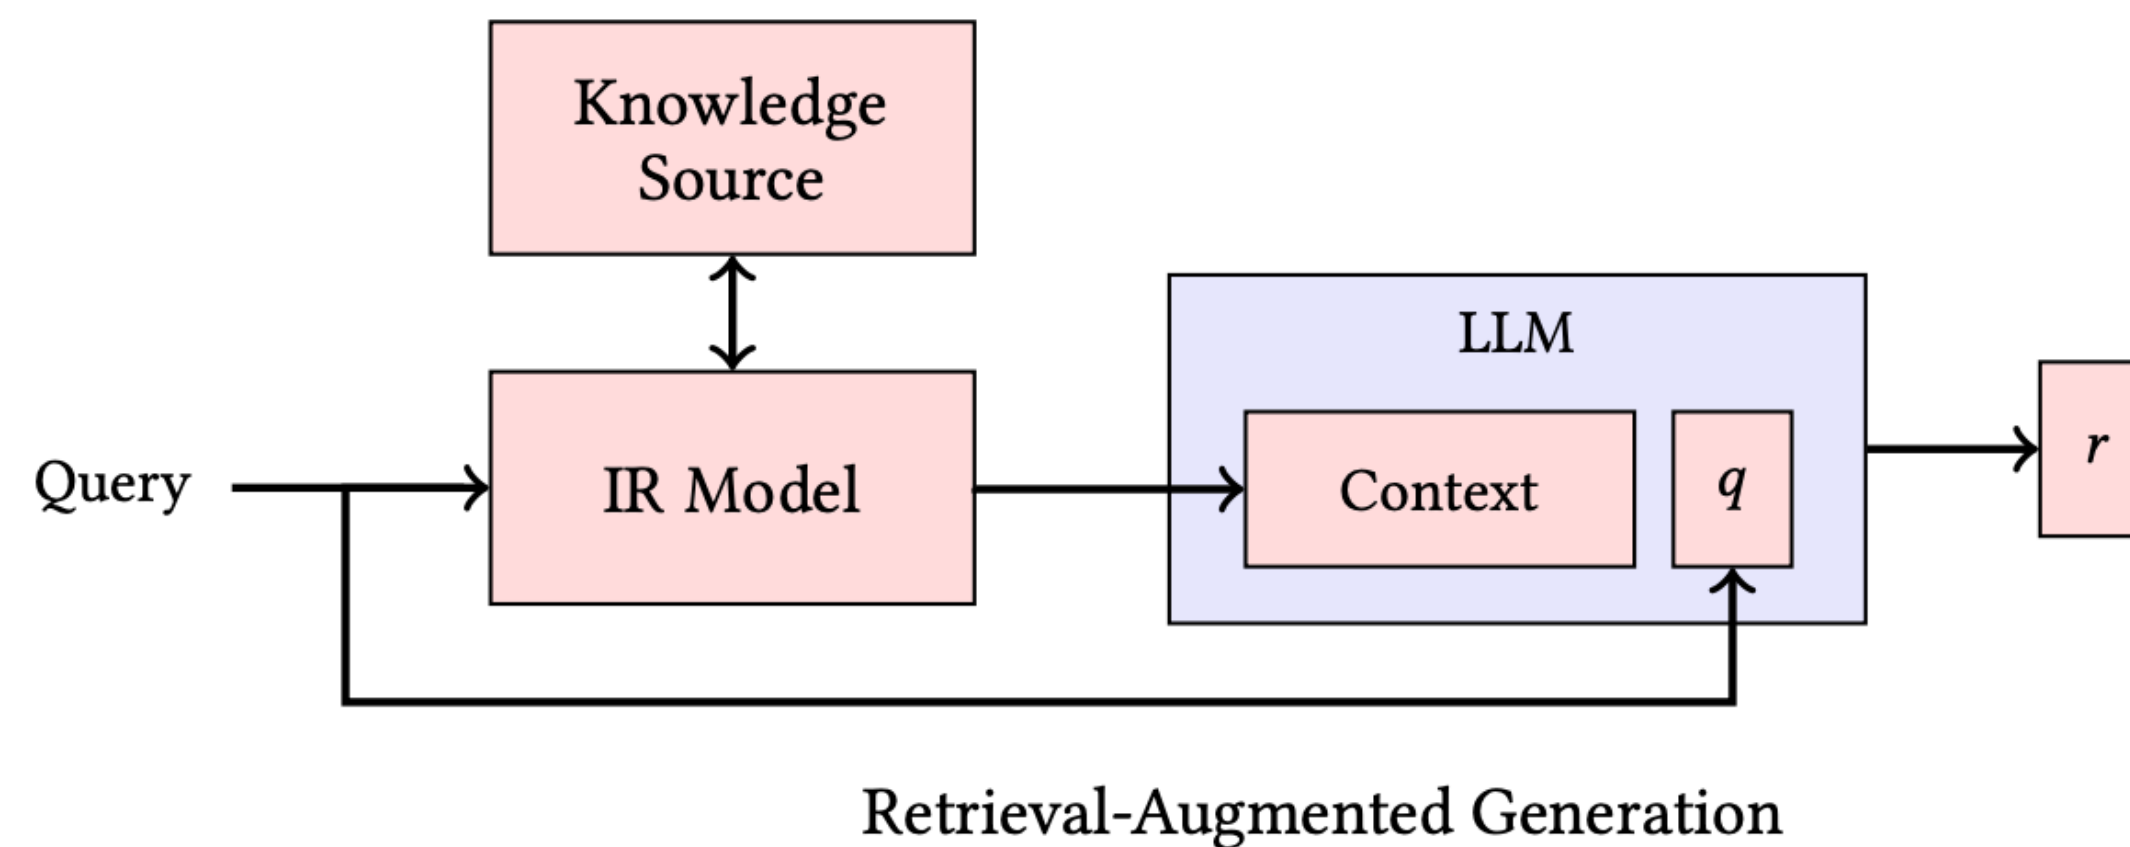 Knowledge
Source
LLM
Query
IR Model
Context
q
r
Retrieval-Augmented Generation